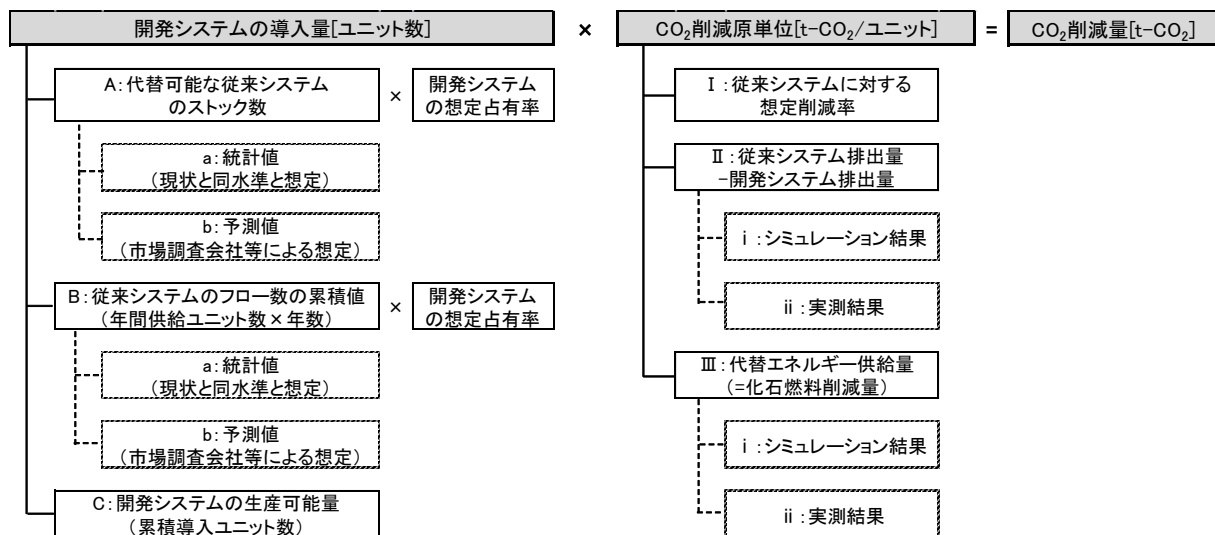 開発システムの導入量[ユニット数]
×
CO₂削減原単位[t-CO₂/ユニット]
=
CO₂削減量[t-CO₂]
A:代替可能な従来システム
のストック数
×
開発システム
の想定占有率
a:統計値
(現状と同水準と想定)
b:予測値
(市場調査会社等による想定)
B:従来システムのフロー数の累積値
(年間供給ユニット数×年数)
×
開発システム
の想定占有率
a:統計値
(現状と同水準と想定)
b:予測値
(市場調査会社等による想定)
C:開発システムの生産可能量
(累積導入ユニット数)
Ⅰ:従来システムに対する
想定削減率
Ⅱ:従来システム排出量
-開発システム排出量
ⅰ:シミュレーション結果
ⅱ:実測結果
Ⅲ:代替エネルギー供給量
(=化石燃料削減量)
ⅰ:シミュレーション結果
ⅱ:実測結果